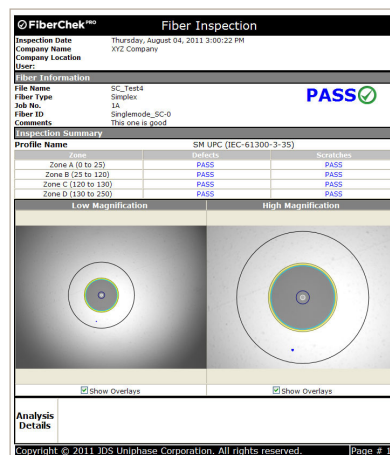 FiberChek PRO Fiber Inspection
Inspection Date Thursday, August 04, 2011 3:00:22 PM
Company Name XYZ Company
Company Location
User:
Fiber Information
File Name SC_Test4
Fiber Type Simplex
Job No. 1A
Fiber ID Singlemode_SC-0
Comments This one is good
PASS
Inspection Summary
Profile Name SM UPC (IEC-61300-3-35)
Zone Defects Scratches
Zone A (0 to 25) PASS PASS
Zone B (25 to 120) PASS PASS
Zone C (120 to 130) PASS PASS
Zone D (130 to 250) PASS PASS
Low Magnification High Magnification
Show Overlays Show Overlays
Analysis
Details
Copyright © 2011 JDS Uniphase Corporation. All rights reserved. Page # 1